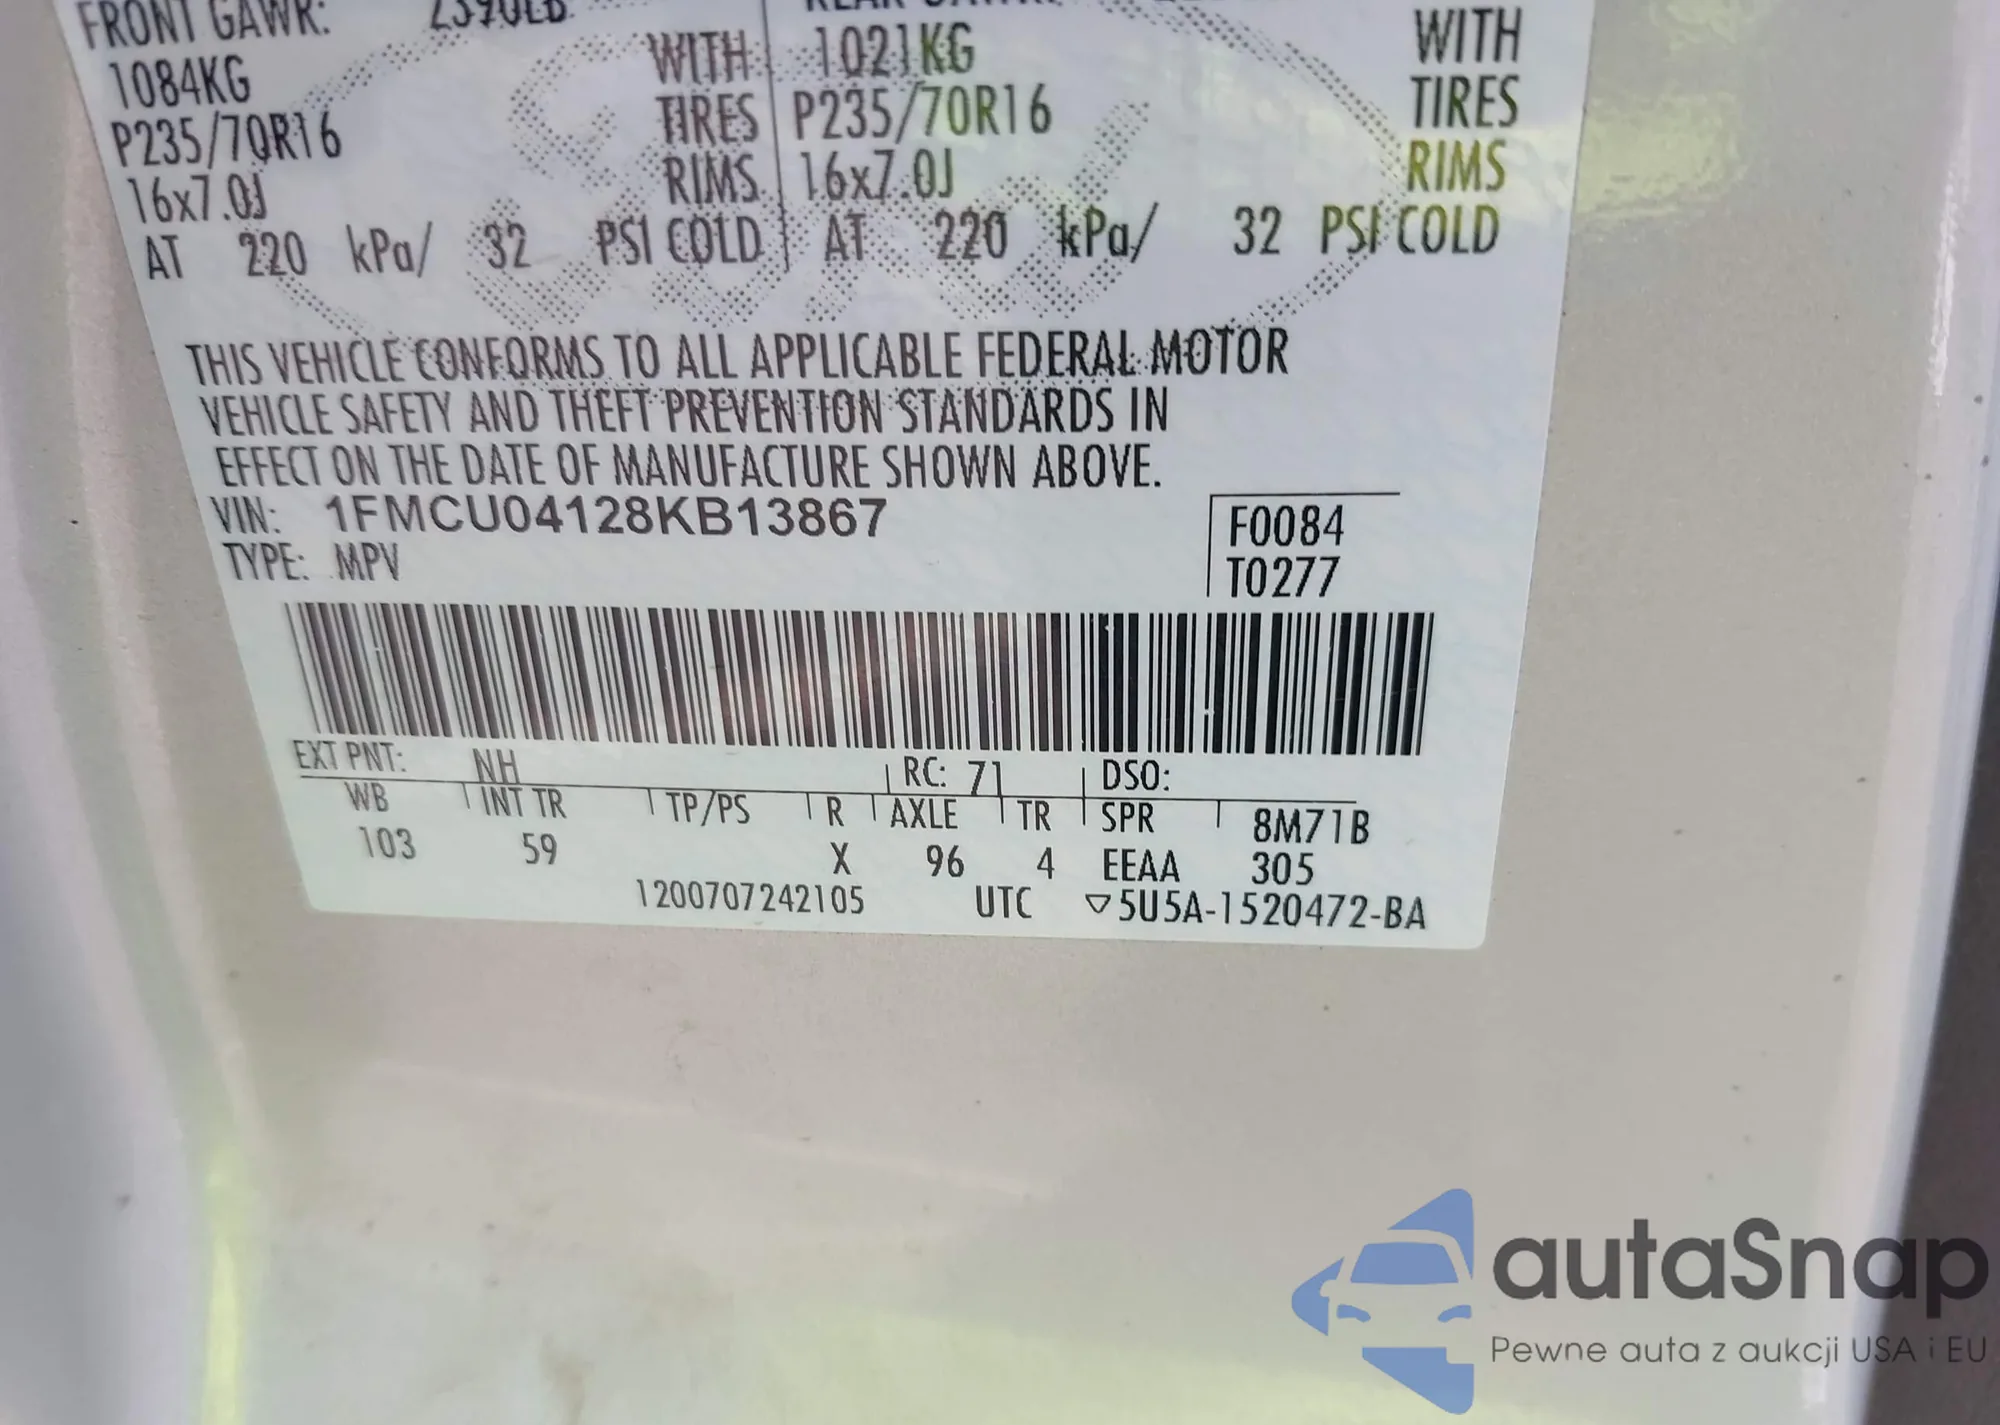 FRONT GAWR: 2390LB
1084KG WITH 1021KG WITH
P235/70R16 TIRES P235/70R16 TIRES
16x7.0J RIMS 16x7.0J RIMS
AT 220 kPa/ 32 PSI COLD AT 220 kPa/ 32 PSI COLD
THIS VEHICLE CONFORMS TO ALL APPLICABLE FEDERAL MOTOR
VEHICLE SAFETY AND THEFT PREVENTION STANDARDS IN
EFFECT ON THE DATE OF MANUFACTURE SHOWN ABOVE.
VIN: 1FMCU04128KB13867
F0084
TYPE: MPV
T0277
EXT PNT: NH RC: 71 DSO:
WB INT TR TP/PS R AXLE TR SPR 8M71B
103 59 X 96 4 EEAA 305
1200707242105 UTC ▽5U5A-1520472-BA
autaSnap
Pewne auta z aukcji USA i EU